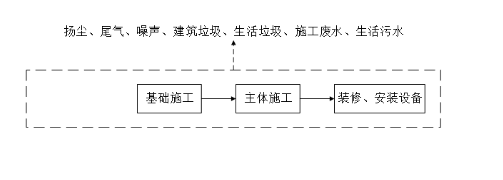 扬尘、尾气、噪声、建筑垃圾、生活垃圾、施工废水、生活污水
基础施工
主体施工
装修、安装设备